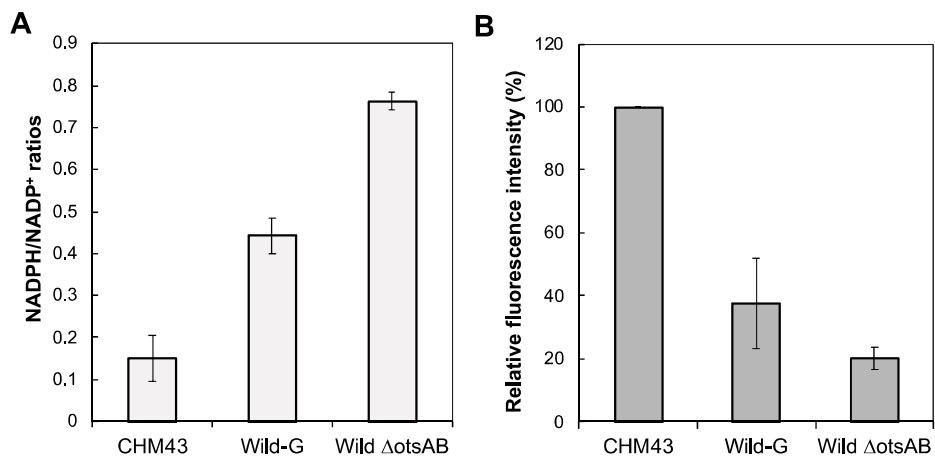 A
NADPH/NADP⁺ ratios
0.9
0.8
0.7
0.6
0.5
0.4
0.3
0.2
0.1
0
CHM43 Wild-G Wild ΔotsAB
B
Relative fluorescence intensity (%)
120
100
80
60
40
20
0
CHM43 Wild-G Wild ΔotsAB